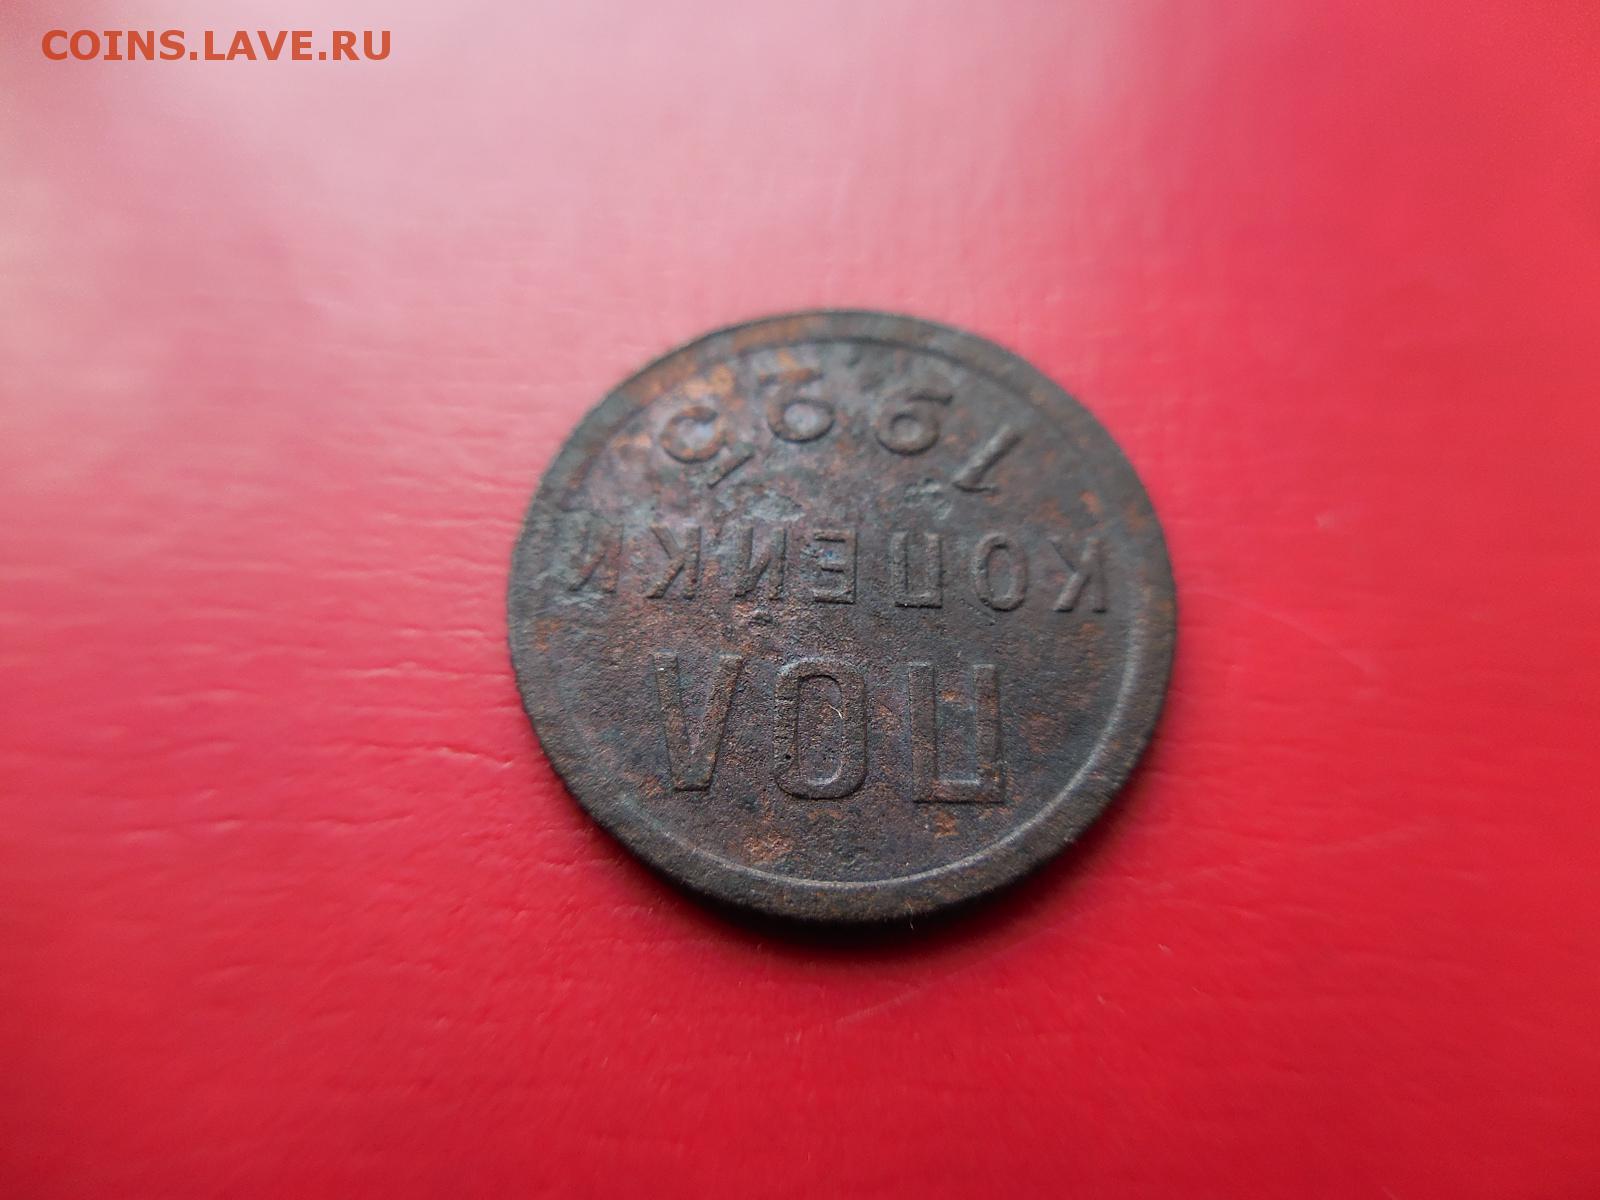 COINS.LAVE.RU
ПОЛ
КОПЕЙКИ
1925